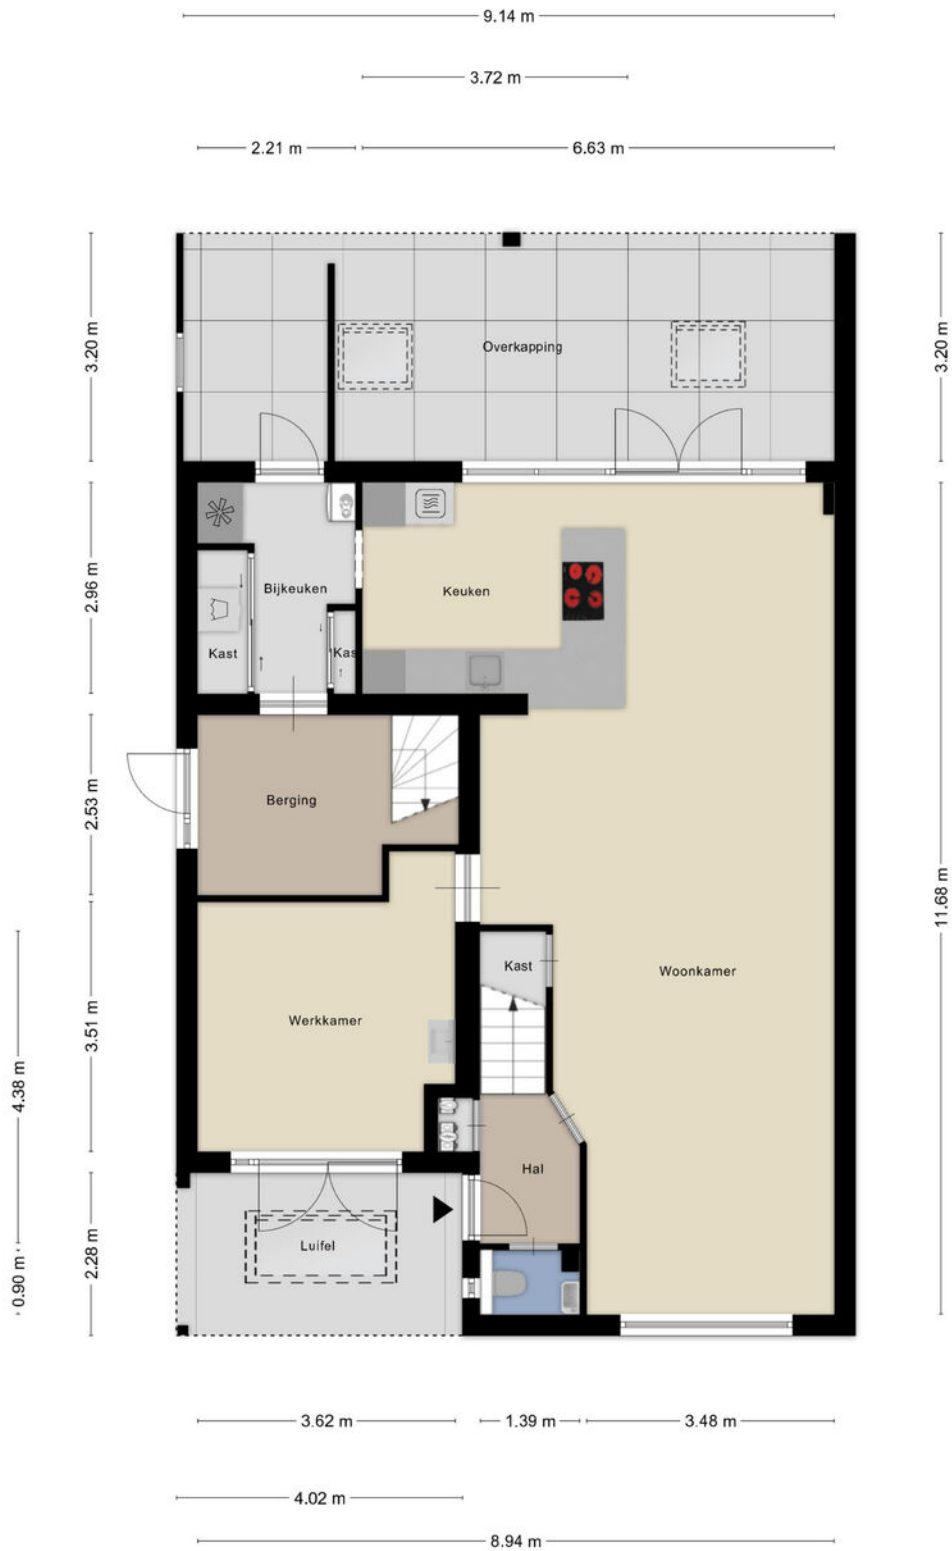 9.14 m
3.72 m
2.21 m
6.63 m
3.20 m
3.20 m
Overkapping
2.96 m
Bijkeuken
Keuken
Kast
Kas
2.53 m
Berging
11.68 m
Kast
Woonkamer
3.51 m
Werkkamer
4.38 m
Hal
2.28 m
Luifel
0.90 m
3.62 m
1.39 m
3.48 m
4.02 m
8.94 m